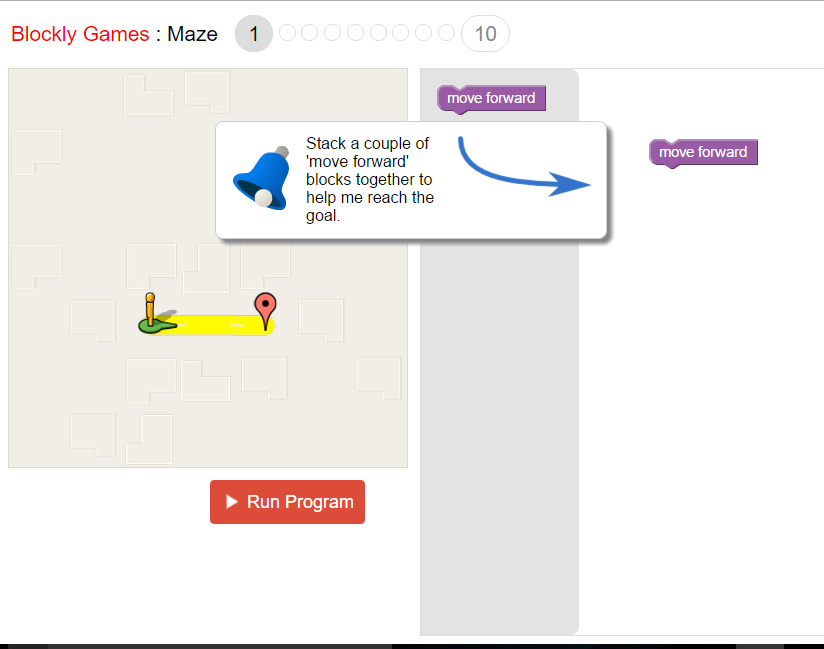 Blockly Games : Maze 1 10
move forward
Stack a couple of
'move forward'
blocks together to
help me reach the
goal.
move forward
Run Program